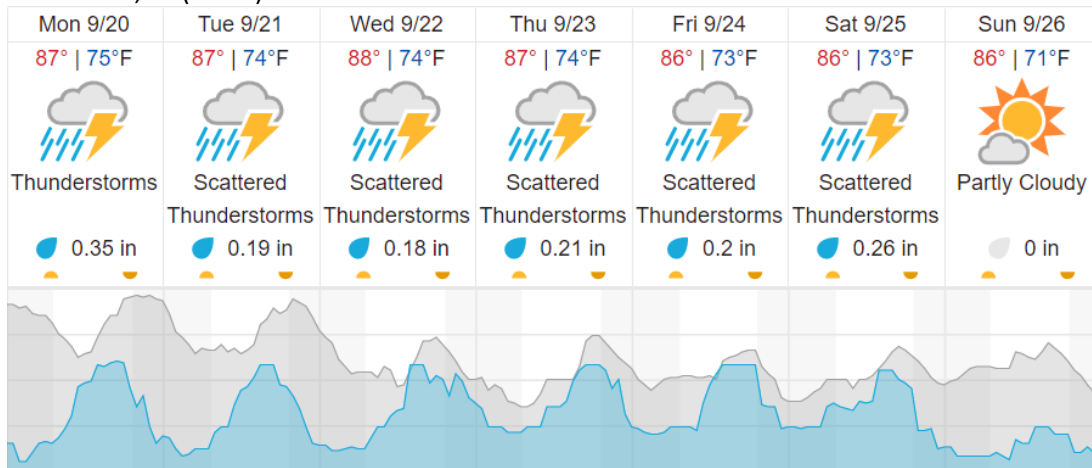 Mon 9/20 Tue 9/21 Wed 9/22 Thu 9/23 Fri 9/24 Sat 9/25 Sun 9/26
87° | 75°F 87° | 74°F 88° | 74°F 87° | 74°F 86° | 73°F 86° | 73°F 86° | 71°F
Thunderstorms Scattered Scattered Scattered Scattered Scattered Partly Cloudy
Thunderstorms Thunderstorms Thunderstorms Thunderstorms Thunderstorms
0.35 in 0.19 in 0.18 in 0.21 in 0.2 in 0.26 in 0 in